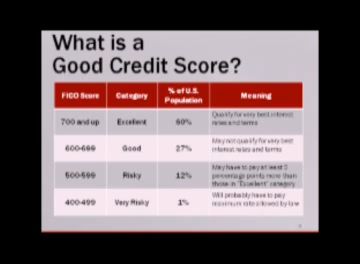 What is a
Good Credit Score?
FICO Score Category % of U.S. Population Meaning
700 and up Excellent 60% Qualify for very best interest
rates and terms
600-699 Good 27% May not qualify for very best
interest rates and terms
500-599 Risky 12% May have to pay at least 2
percentage points more than
those in "Excellent" category
400-499 Very Risky 1% Will probably have to pay
maximum rate allowed by law